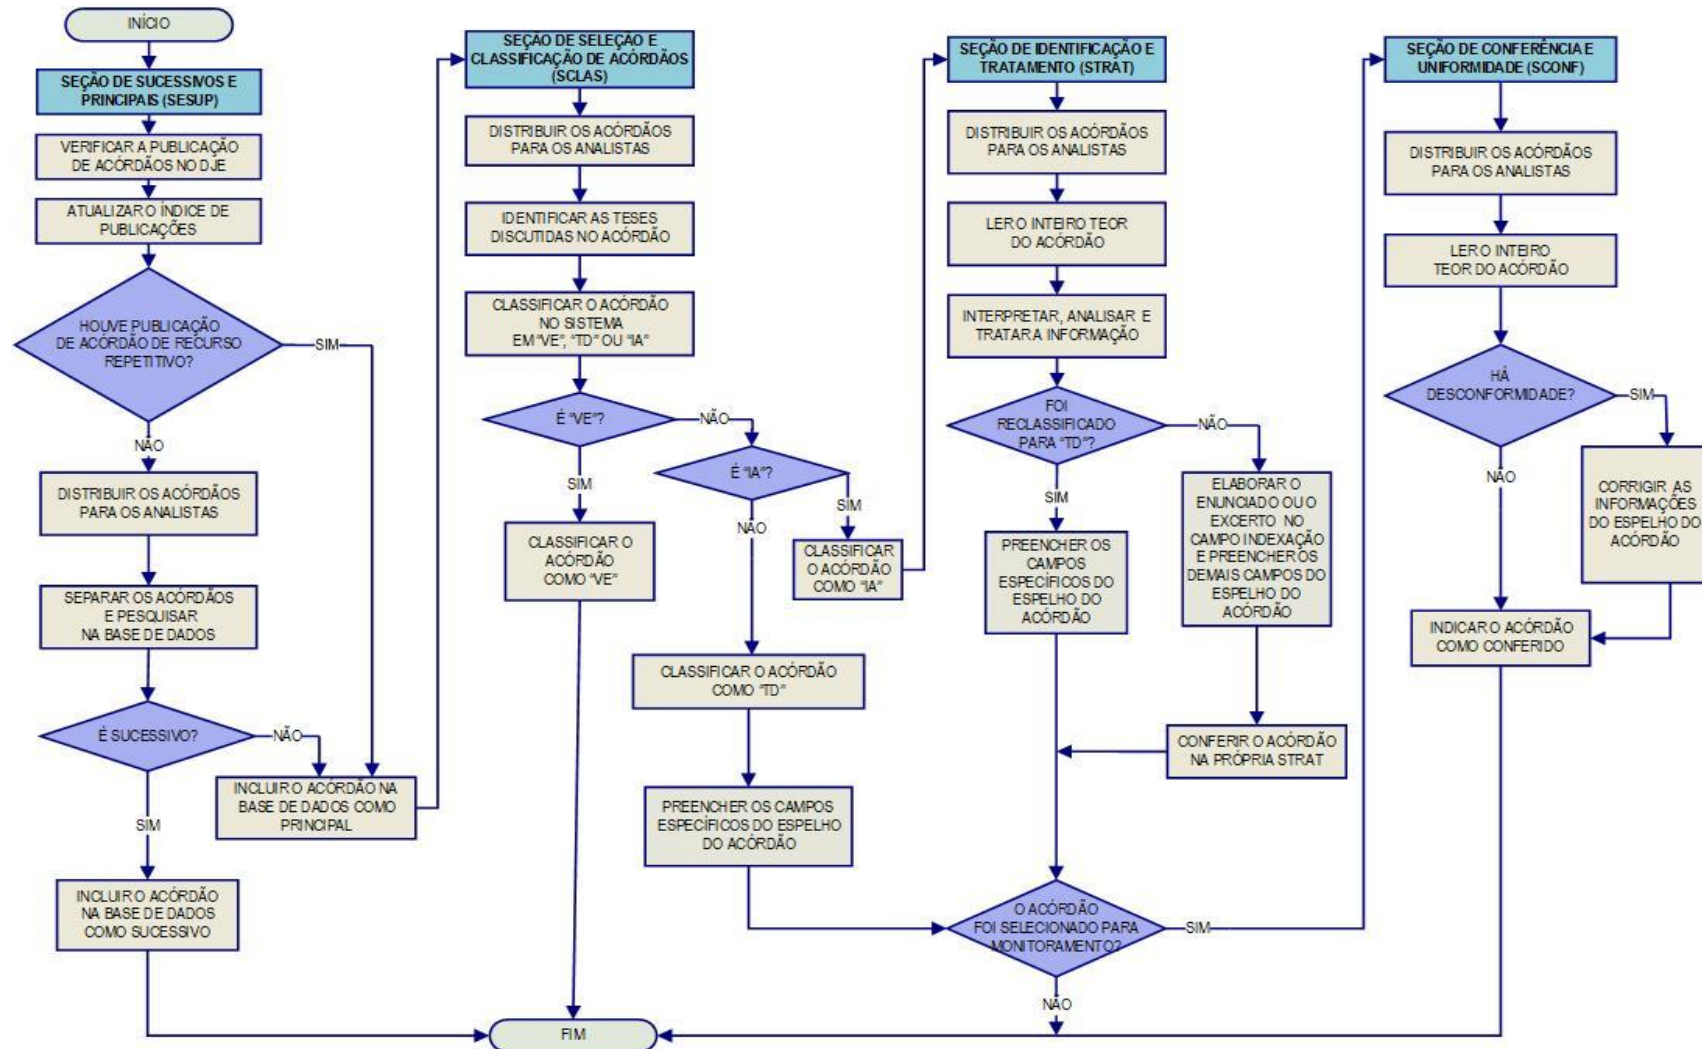 INÍCIO
SEÇÃO DE SUCESSIVOS E
PRINCIPAIS (SESUP)
VERIFICAR A PUBLICAÇÃO
DE ACÓRDÃOS NO DJE
ATUALIZAR O ÍNDICE DE
PUBLICAÇÕES
HOUVE PUBLICAÇÃO
DE ACÓRDÃO DE RECURSO
REPETITIVO?
SIM
NÃO
DISTRIBUIR OS ACÓRDÃOS
PARA OS ANALISTAS
SEPARAR OS ACÓRDÃOS
E PESQUISAR
NA BASE DE DADOS
É SUCESSIVO?
NÃO
SIM
INCLUIR O ACÓRDÃO NA
BASE DE DADOS COMO
PRINCIPAL
INCLUIR O ACÓRDÃO
NA BASE DE DADOS
COMO SUCESSIVO
SEÇÃO DE SELEÇÃO E
CLASSIFICAÇÃO DE ACÓRDÃOS
(SCLAS)
DISTRIBUIR OS ACÓRDÃOS
PARA OS ANALISTAS
IDENTIFICAR AS TESES
DISCUTIDAS NO ACÓRDÃO
CLASSIFICAR O ACÓRDÃO
NO SISTEMA
EM “VE”, “TD” OU “IA”
É “VE”?
NÃO
SIM
CLASSIFICAR O
ACÓRDÃO
COMO “VE”
É “IA”?
SIM
NÃO
CLASSIFICAR
O ACÓRDÃO
COMO “IA”
CLASSIFICAR O ACÓRDÃO
COMO “TD”
PREENCHER OS CAMPOS
ESPECÍFICOS DO ESPELHO
DO ACÓRDÃO
SEÇÃO DE IDENTIFICAÇÃO E
TRATAMENTO (STRAT)
DISTRIBUIR OS ACÓRDÃOS
PARA OS ANALISTAS
LER O INTEIRO TEOR
DO ACÓRDÃO
INTERPRETAR, ANALISAR E
TRATAR A INFORMAÇÃO
FOI
RECLASSIFICADO
PARA “TD”?
NÃO
SIM
PREENCHER OS
CAMPOS
ESPECÍFICOS DO
ESPELHO DO
ACÓRDÃO
ELABORAR O
ENUNCIADO OU O
EXCERTO NO
CAMPO INDEXAÇÃO
E PREENCHER OS
DEMAIS CAMPOS DO
ESPELHO DO
ACÓRDÃO
CONFERIR O ACÓRDÃO
NA PRÓPRIA STRAT
O ACÓRDÃO
FOI SELECIONADO PARA
MONITORAMENTO?
SIM
NÃO
SEÇÃO DE CONFERÊNCIA E
UNIFORMIDADE (SCONF)
DISTRIBUIR OS ACÓRDÃOS
PARA OS ANALISTAS
LER O INTEIRO
TEOR DO ACÓRDÃO
HÁ
DESCONFORMIDADE?
SIM
NÃO
CORRIGIR AS
INFORMAÇÕES
DO ESPELHO DO
ACÓRDÃO
INDICAR O ACÓRDÃO
COMO CONFERIDO
FIM